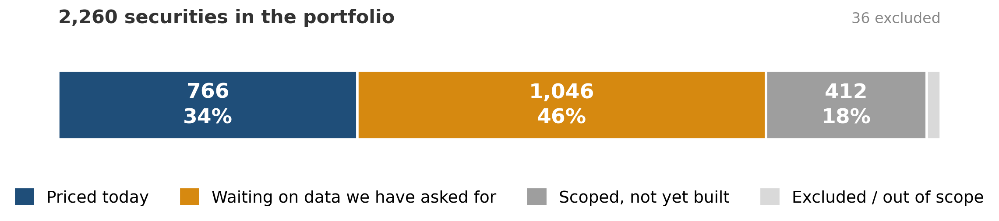 2,260 securities in the portfolio
36 excluded
766
34%
1,046
46%
412
18%
Priced today
Waiting on data we have asked for
Scoped, not yet built
Excluded / out of scope